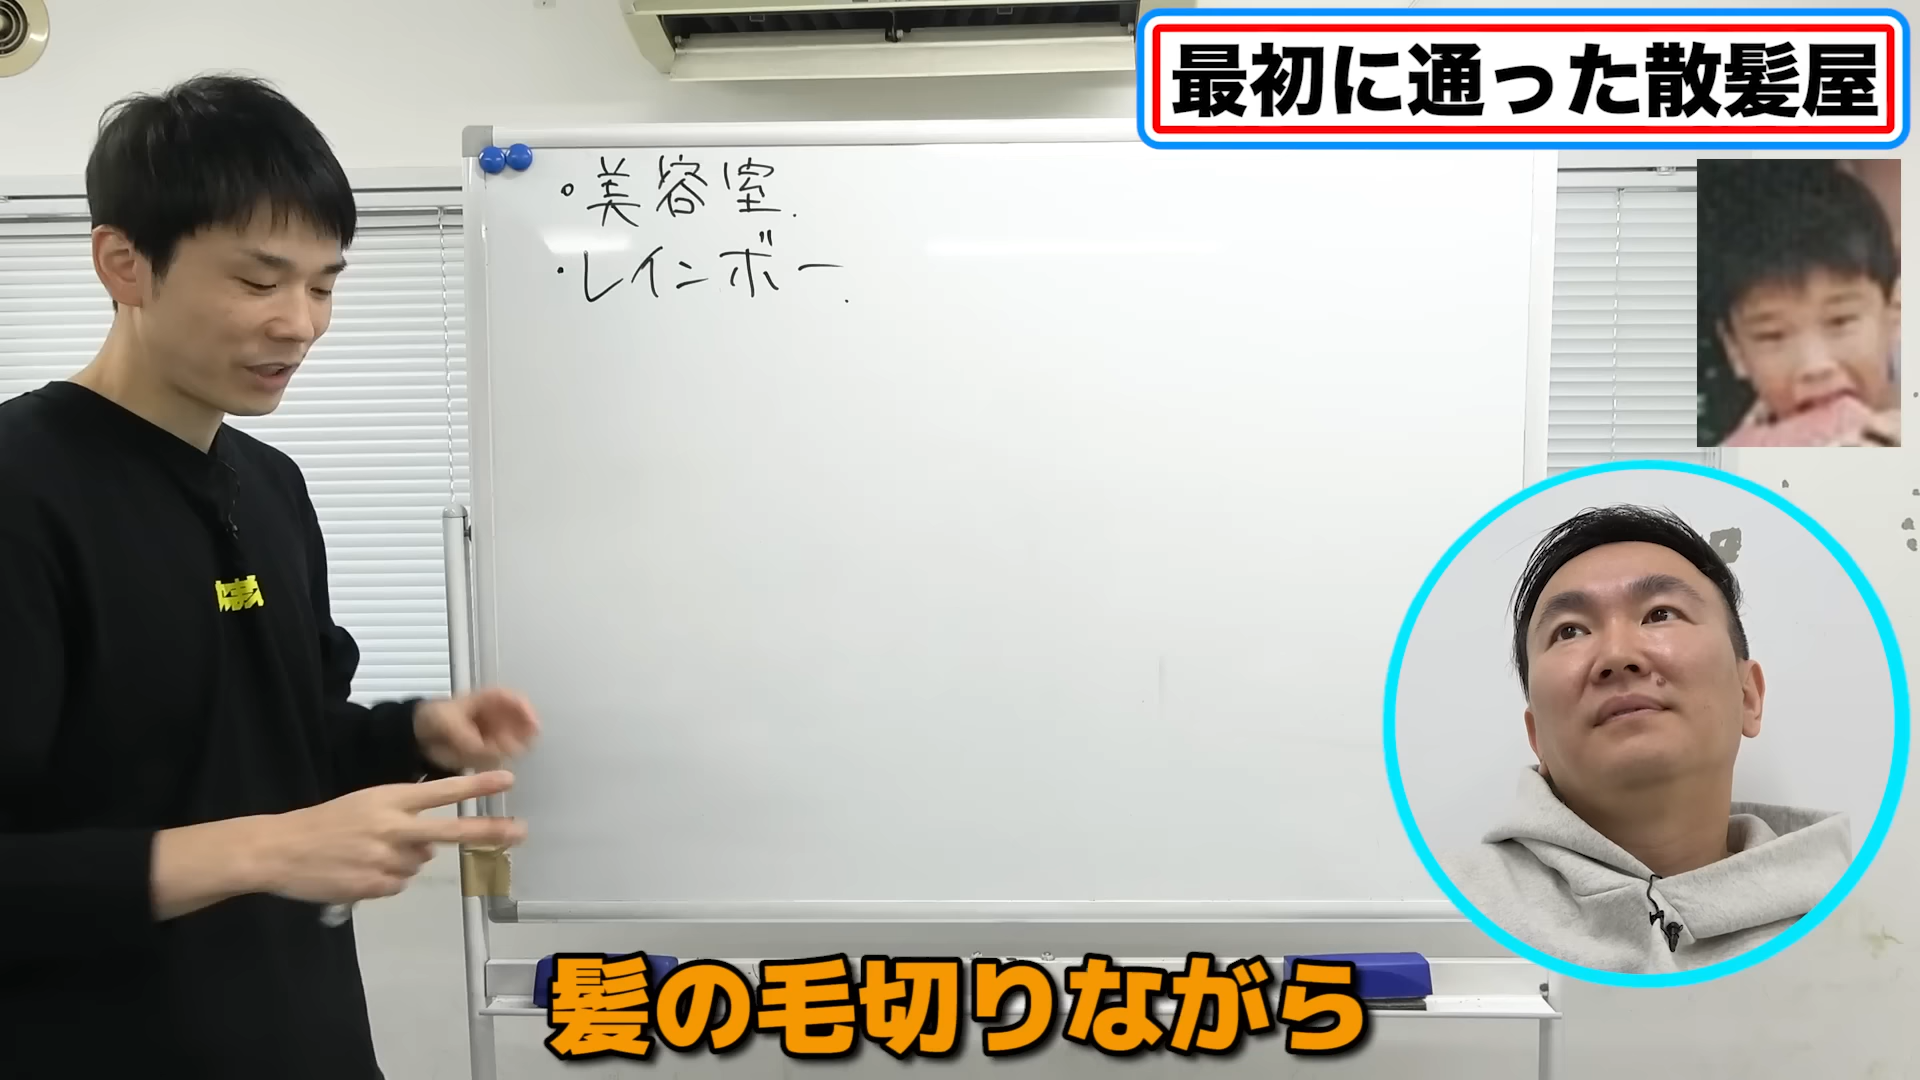 最初に通った散髪屋
・美容室.
・レインボー.
髪の毛切りながら